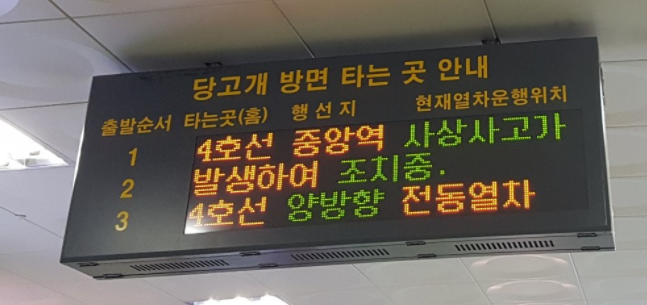 당고개 방면 타는 곳 안내
출발순서 타는곳(홈) 행선지 현재열차운행위치
1 4호선 중앙역 사상사고가
2 발생하여 조치중.
3 4호선 양방향 전동열차